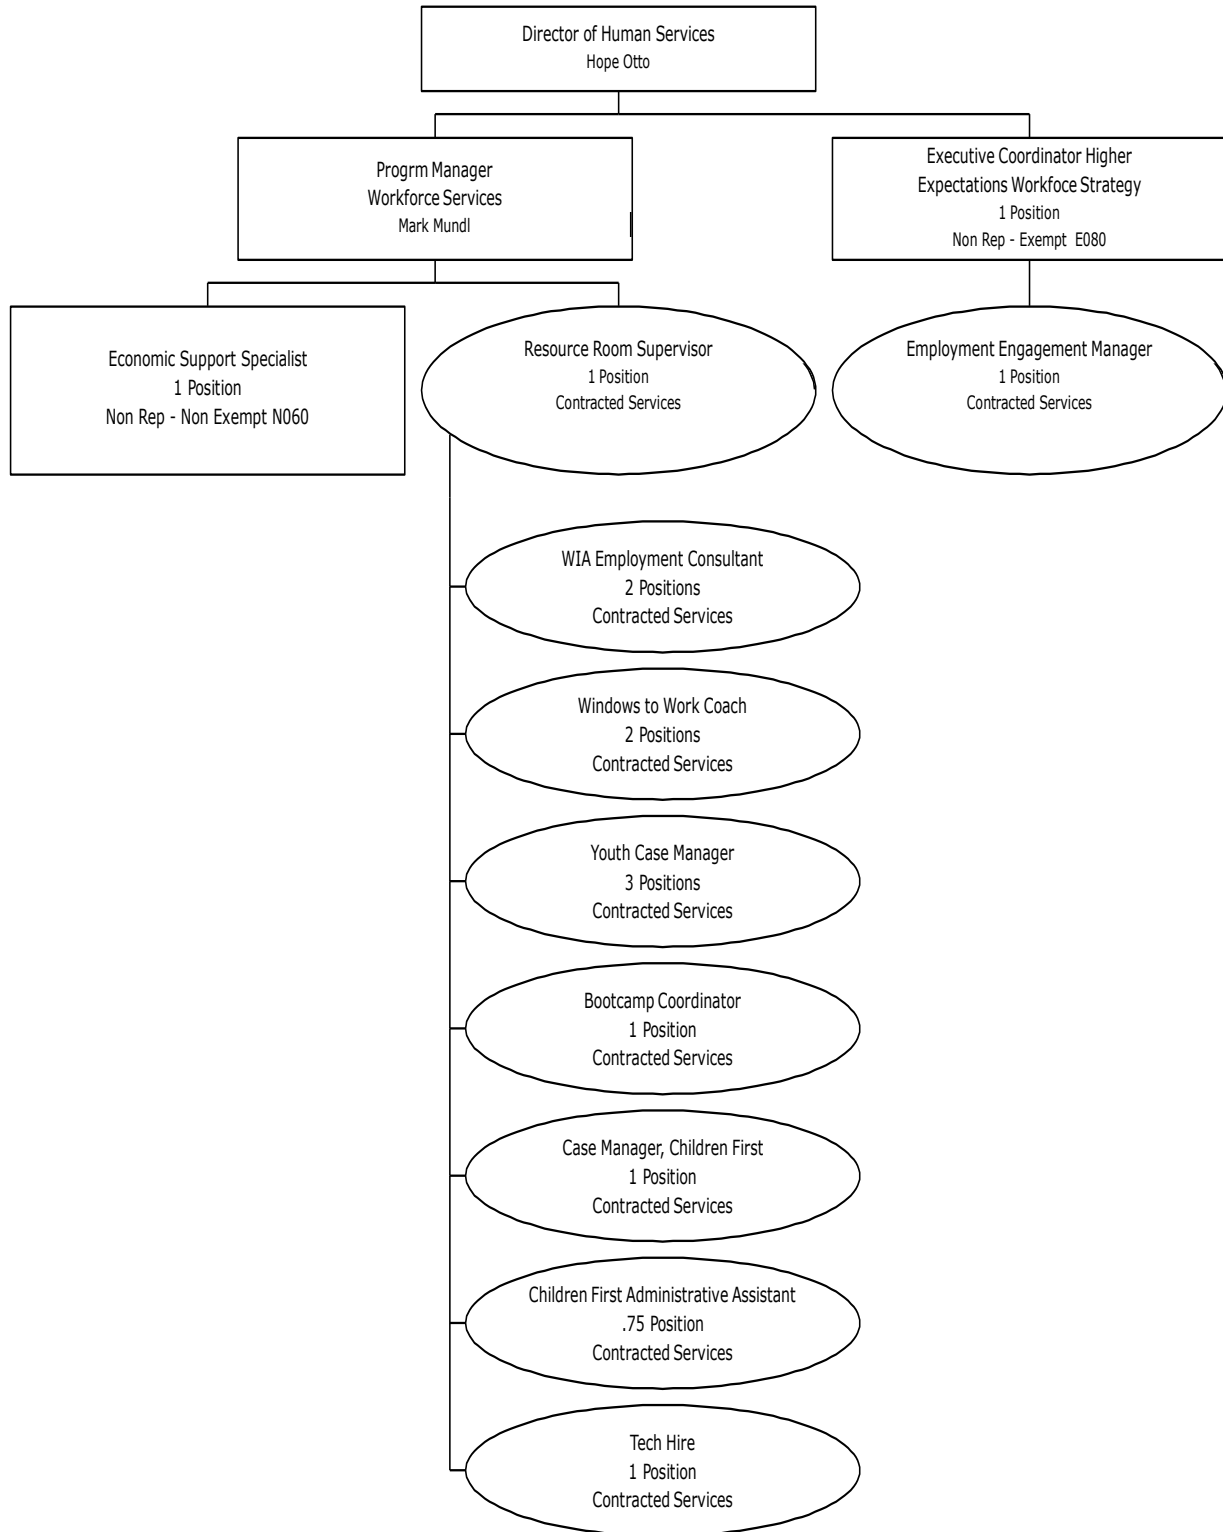 Director of Human Services
Hope Otto
Progrm Manager
Workforce Services
Mark Mundl
Executive Coordinator Higher
Expectations Workfoce Strategy
1 Position
Non Rep - Exempt E080
Economic Support Specialist
1 Position
Non Rep - Non Exempt N060
Resource Room Supervisor
1 Position
Contracted Services
Employment Engagement Manager
1 Position
Contracted Services
WIA Employment Consultant
2 Positions
Contracted Services
Windows to Work Coach
2 Positions
Contracted Services
Youth Case Manager
3 Positions
Contracted Services
Bootcamp Coordinator
1 Position
Contracted Services
Case Manager, Children First
1 Position
Contracted Services
Children First Administrative Assistant
.75 Position
Contracted Services
Tech Hire
1 Position
Contracted Services